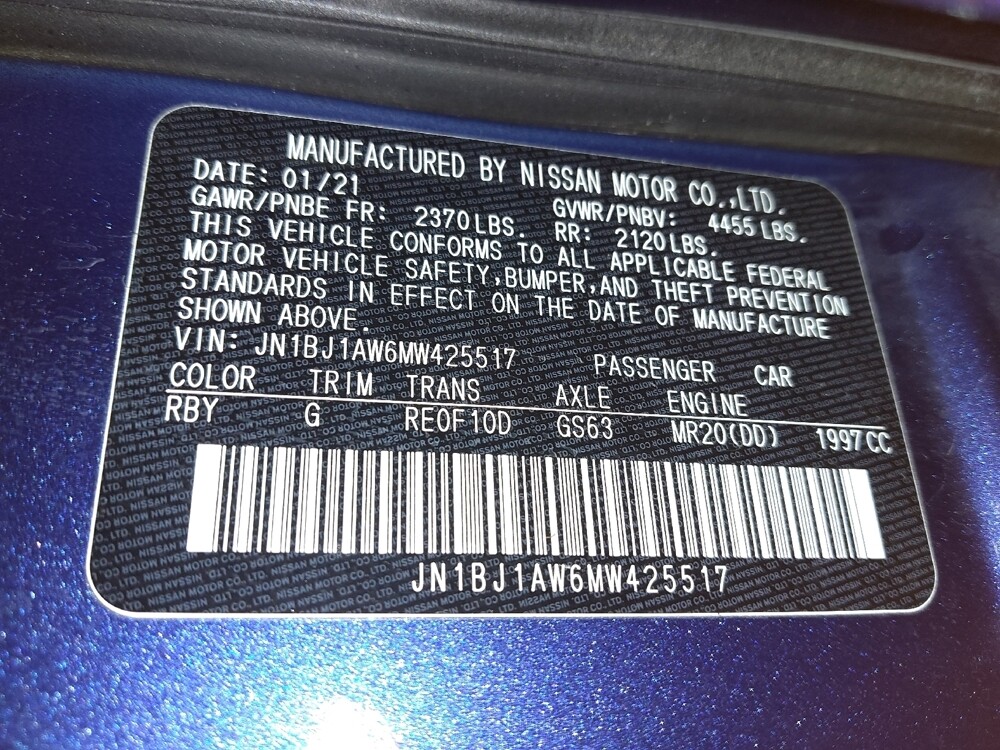 MANUFACTURED BY NISSAN MOTOR CO.,LTD.
DATE: 01/21 GVWR/PNBV: 4455 LBS.
GAWR/PNBE FR: 2370LBS. RR: 2120LBS.
THIS VEHICLE CONFORMS TO ALL APPLICABLE FEDERAL
MOTOR VEHICLE SAFETY,BUMPER,AND THEFT PREVENTION
STANDARDS IN EFFECT ON THE DATE OF MANUFACTURE
SHOWN ABOVE.
VIN: JN1BJ1AW6MW425517 PASSENGER CAR
COLOR TRIM TRANS AXLE ENGINE
RBY G RE0F10D GS63 MR20(DD) 1997CC
JN1BJ1AW6MW425517